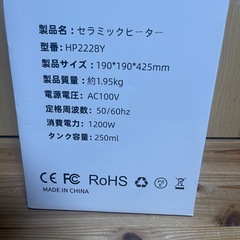 製品名：セラミックヒーター
型番：HP2228Y
製品サイズ：190*190*425mm
製品質量：約1.95kg
電源電圧：AC100V
定格周波数：50/60hz
消費電力：1200W
タンク容量：250ml
CE FC RoHS
MADE IN CHINA